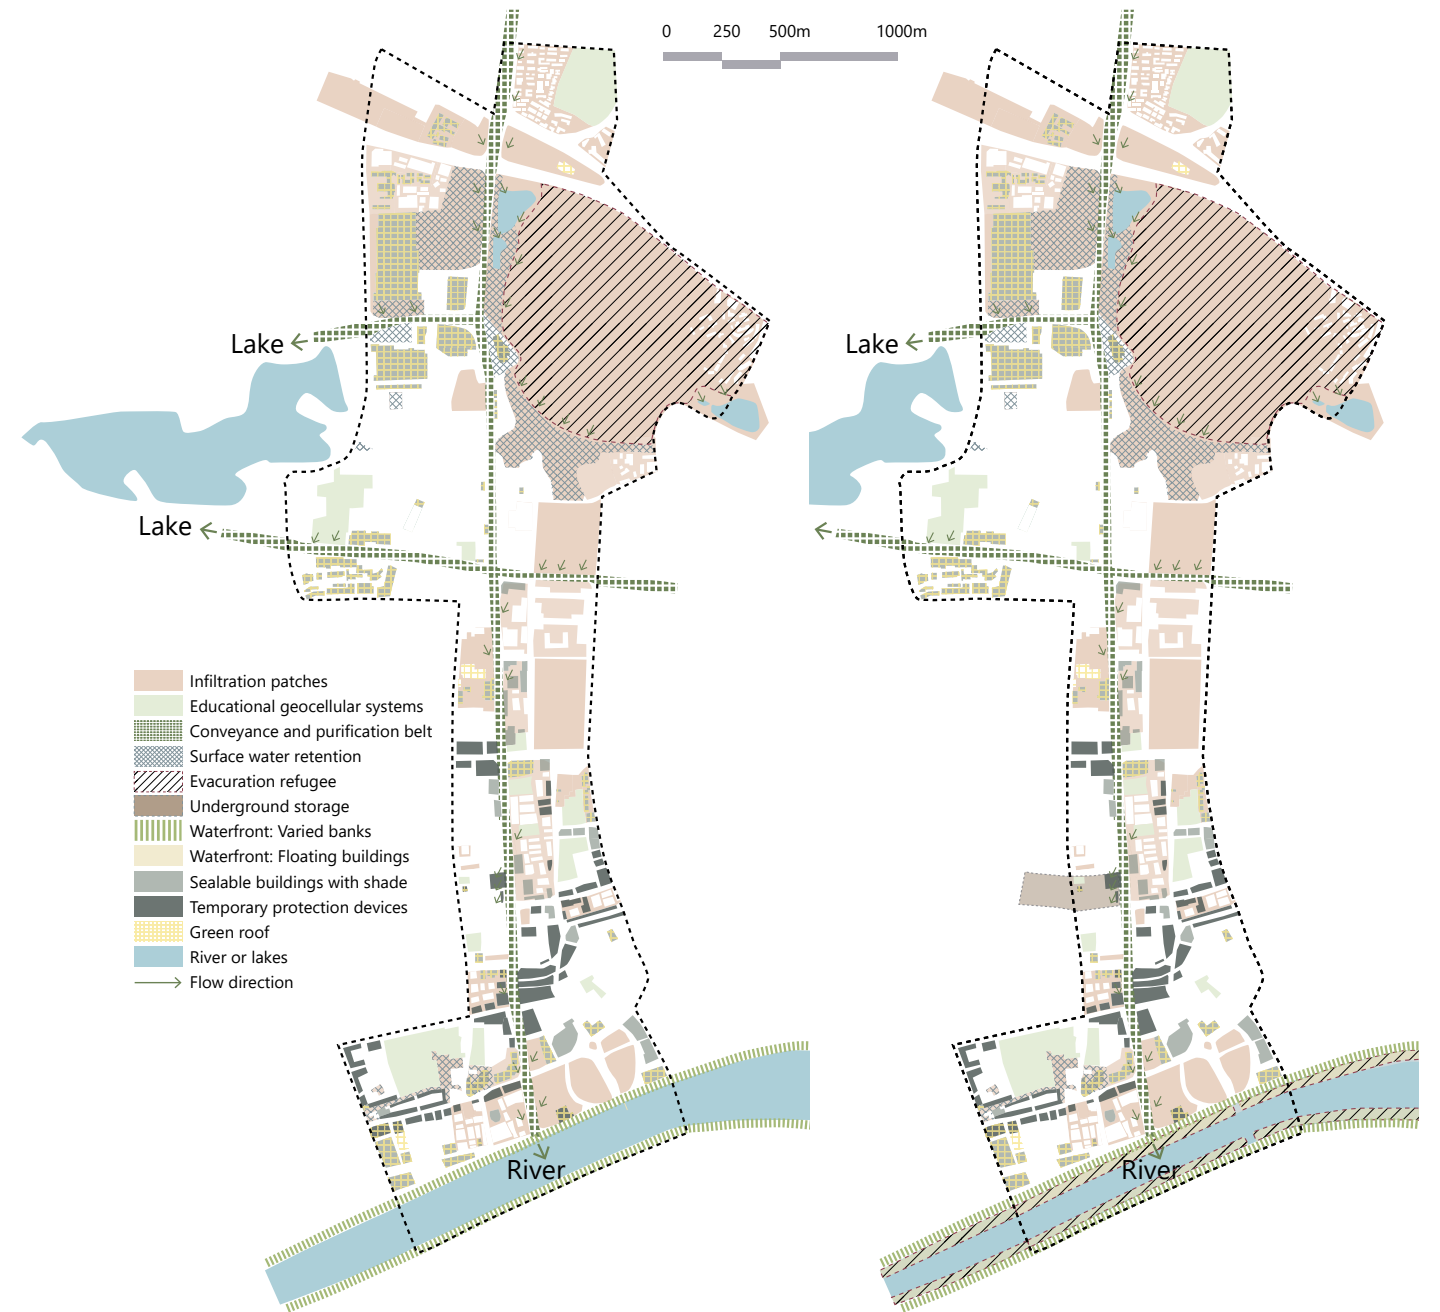 0 250 500m 1000m
Lake
Lake
Lake
Infiltration patches
Educational geocellular systems
Conveyance and purification belt
Surface water retention
Evacuration refugee
Underground storage
Waterfront: Varied banks
Waterfront: Floating buildings
Sealable buildings with shade
Temporary protection devices
Green roof
River or lakes
Flow direction
River
River